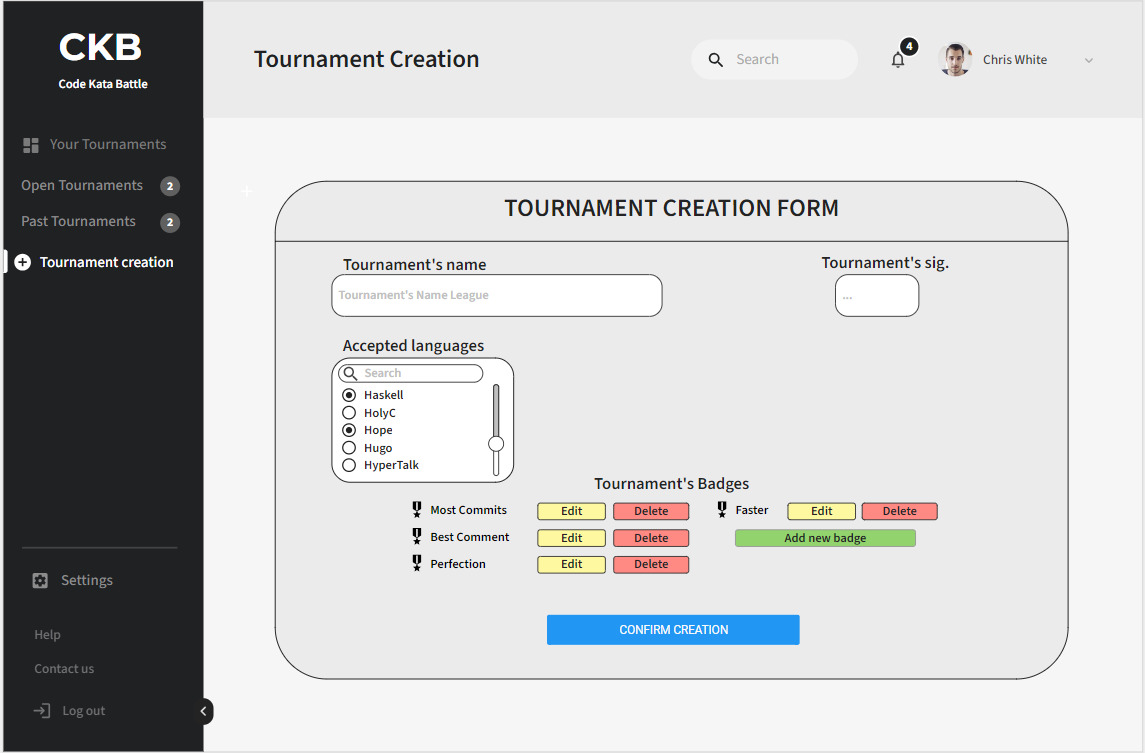 CKB
Code Kata Battle
Your Tournaments
Open Tournaments 2
Past Tournaments 2
Tournament creation
Settings
Help
Contact us
Log out
Tournament Creation
Search
4
Chris White
TOURNAMENT CREATION FORM
Tournament's name
Tournament's Name League
Tournament's sig.
...
Accepted languages
Search
Haskell
HolyC
Hope
Hugo
HyperTalk
Tournament's Badges
Most Commits Edit Delete
Best Comment Edit Delete
Perfection Edit Delete
Faster Edit Delete
Add new badge
CONFIRM CREATION